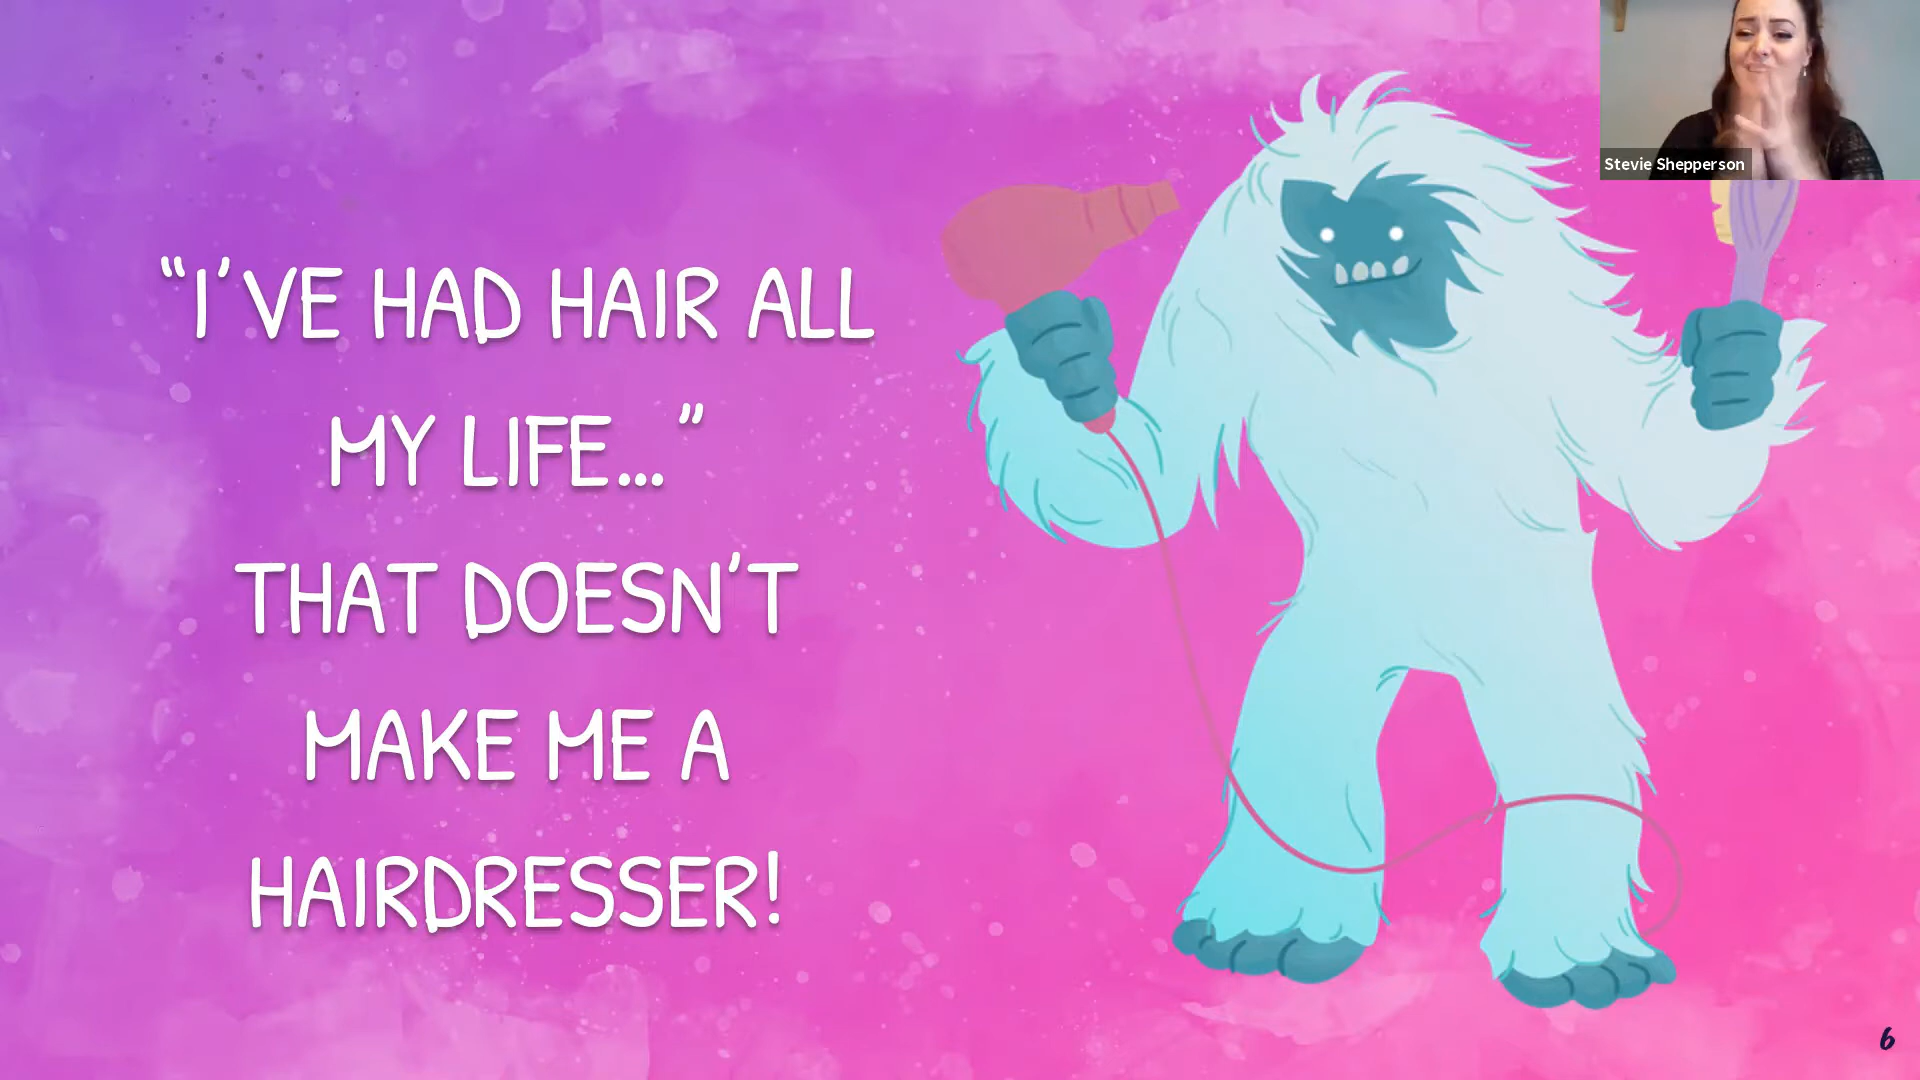 “I’VE HAD HAIR ALL
MY LIFE...”
THAT DOESN’T
MAKE ME A
HAIRDRESSER!
Stevie Shepperson
6